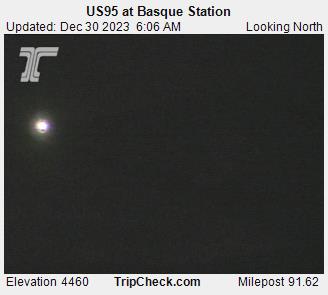 US95 at Basque Station
Updated: Dec 30 2023 6:06 AM Looking North
Elevation 4460 TripCheck.com Milepost 91.62